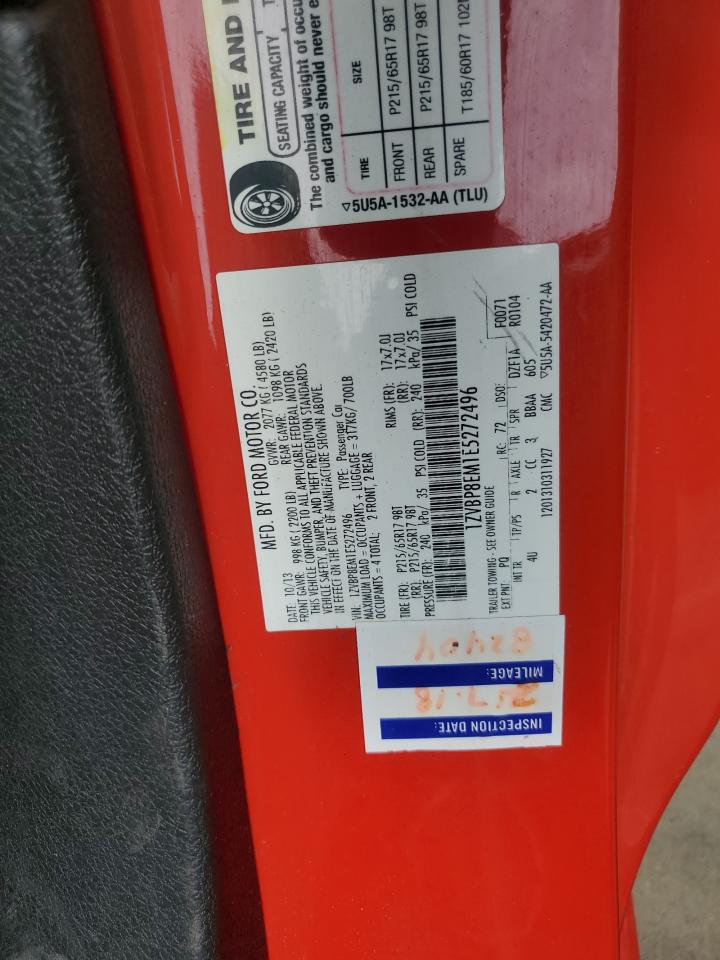 TIRE AND
SEATING CAPACITY
The combined weight of occu
and cargo should never e
TIRE SIZE
FRONT P215/65R17 98T
REAR P215/65R17 98T
SPARE T185/60R17 102
5U5A-1532-AA (TLU)
MFD. BY FORD MOTOR CO.
DATE: 10/13 GVWR: 2077 KG ( 4580 LB)
FRONT GAWR: 998 KG ( 2200 LB) REAR GAWR: 1098 KG ( 2420 LB)
THIS VEHICLE CONFORMS TO ALL APPLICABLE FEDERAL MOTOR
VEHICLE SAFETY, BUMPER, AND THEFT PREVENTION STANDARDS
IN EFFECT ON THE DATE OF MANUFACTURE SHOWN ABOVE.
VIN: 1ZVBP8EM1E5272496 TYPE: Passenger Car
MAXIMUM LOAD = OCCUPANTS + LUGGAGE = 317KG/ 700LB
OCCUPANTS = 4 TOTAL: 2 FRONT, 2 REAR
TIRE (FR): P215/65R17 98T RIMS (FR): 17x7.0J
(RR): P215/65R17 98T (RR): 17x7.0J
PRESSURE (FR): 240 kPa/ 35 PSI COLD (RR): 240 kPa/ 35 PSI COLD
1ZVBP8EM1E5272496
TRAILER TOWING - SEE OWNER GUIDE F0071
EXT PNT: PQ RC: 72 DSO: R0104
INT TR TP/PS R AXLE TR SPR DZF1A
4U 2 CC 3 BBAA 605
12013103111927 CMC 5U5A-5420472-AA
INSPECTION DATE:
MILEAGE: 82404